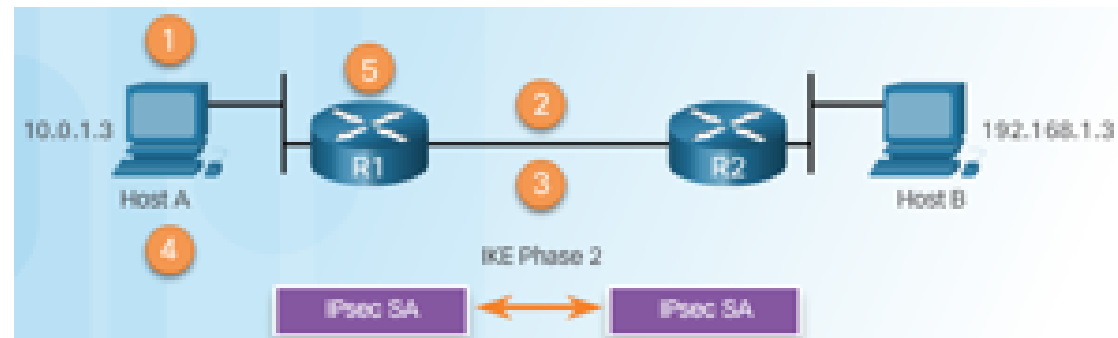 1
5
2
10.0.1.3
192.168.1.3
R1
R2
3
Host A
Host B
4
IKE Phase 2
IPsec SA
IPsec SA